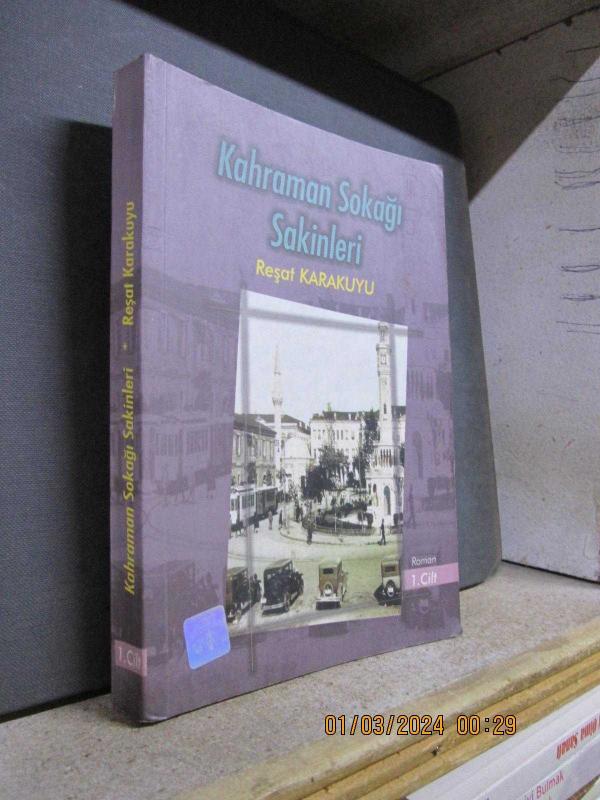 Kahraman Sokağı
Sakinleri
Reşat KARAKUYU
Roman
1. Cilt
Kahraman Sokağı Sakinleri * Reşat Karakuyu
1. Cilt
01/03/2024 00:29
Bulmak